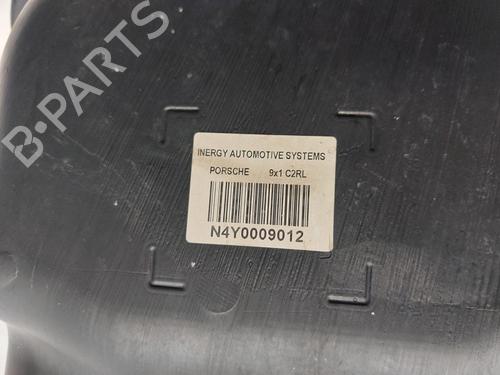 B-PARTS
INERGY AUTOMOTIVE SYSTEMS
PORSCHE 9x1 C2RL
N4Y0009012